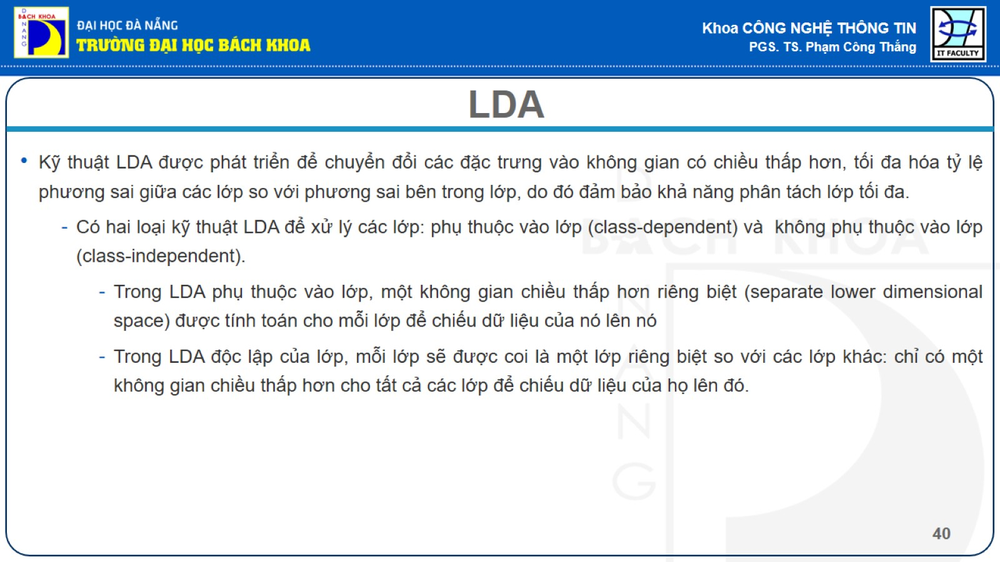 D
BACH KHOA
N
A
N
G
ĐẠI HỌC ĐÀ NẴNG
TRƯỜNG ĐẠI HỌC BÁCH KHOA
Khoa CÔNG NGHỆ THÔNG TIN
PGS. TS. Phạm Công Thắng
IT FACULTY
LDA
• Kỹ thuật LDA được phát triển để chuyển đổi các đặc trưng vào không gian có chiều thấp hơn, tối đa hóa tỷ lệ
phương sai giữa các lớp so với phương sai bên trong lớp, do đó đảm bảo khả năng phân tách lớp tối đa.
- Có hai loại kỹ thuật LDA để xử lý các lớp: phụ thuộc vào lớp (class-dependent) và không phụ thuộc vào lớp
(class-independent).
- Trong LDA phụ thuộc vào lớp, một không gian chiều thấp hơn riêng biệt (separate lower dimensional
space) được tính toán cho mỗi lớp để chiếu dữ liệu của nó lên nó
- Trong LDA độc lập của lớp, mỗi lớp sẽ được coi là một lớp riêng biệt so với các lớp khác: chỉ có một
không gian chiều thấp hơn cho tất cả các lớp để chiếu dữ liệu của họ lên đó.
D
BACH KHOA
N
A
N
G
40